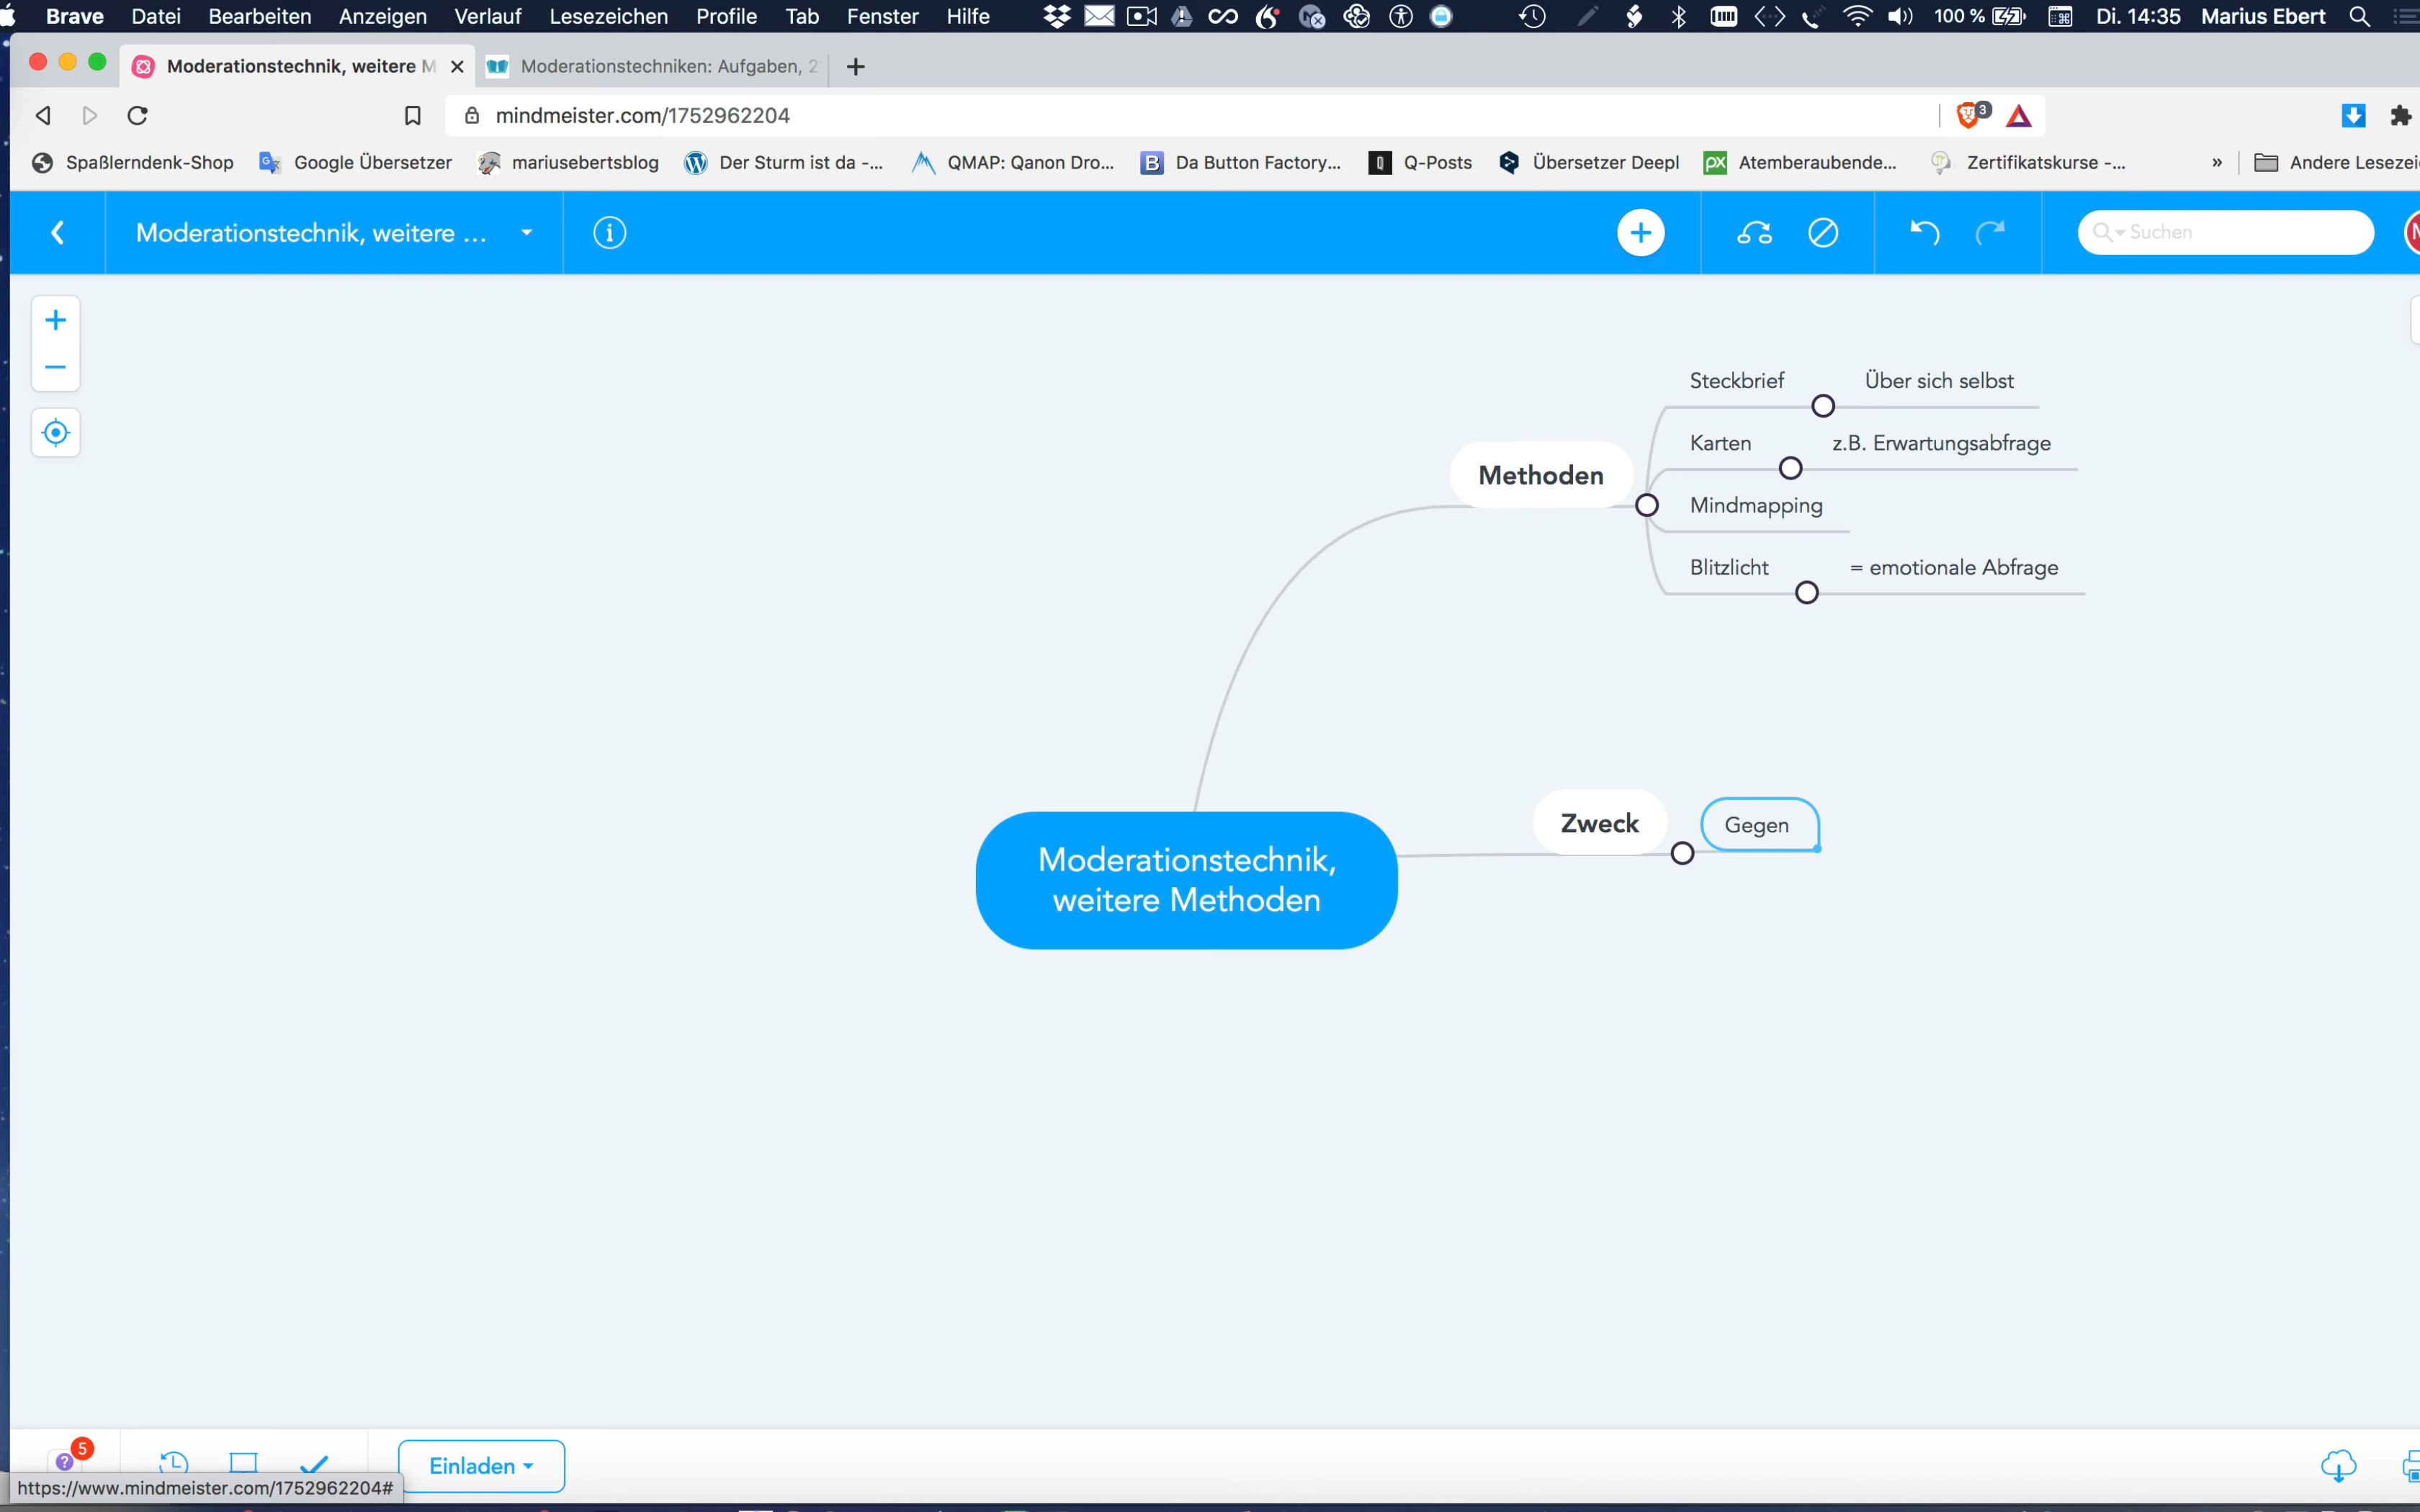 Brave Datei Bearbeiten Anzeigen Verlauf Lesezeichen Profile Tab Fenster Hilfe 100 % Di. 14:35 Marius Ebert
Moderationstechnik, weitere M Moderationstechniken: Aufgaben, 2
mindmeister.com/1752962204 3
Spaßlerndenk-Shop Google Übersetzer mariusebertsblog Der Sturm ist da -... QMAP: Qanon Dro... B Da Button Factory... Q-Posts Übersetzer Deepl px Atemberaubende... Zertifikatskurse -... » Andere Lesezei
Moderationstechnik, weitere ... Suchen
Steckbrief Über sich selbst
Karten z.B. Erwartungsabfrage
Methoden
Mindmapping
Blitzlicht = emotionale Abfrage
Zweck Gegen
Moderationstechnik,
weitere Methoden
5
Einladen
https://www.mindmeister.com/1752962204#